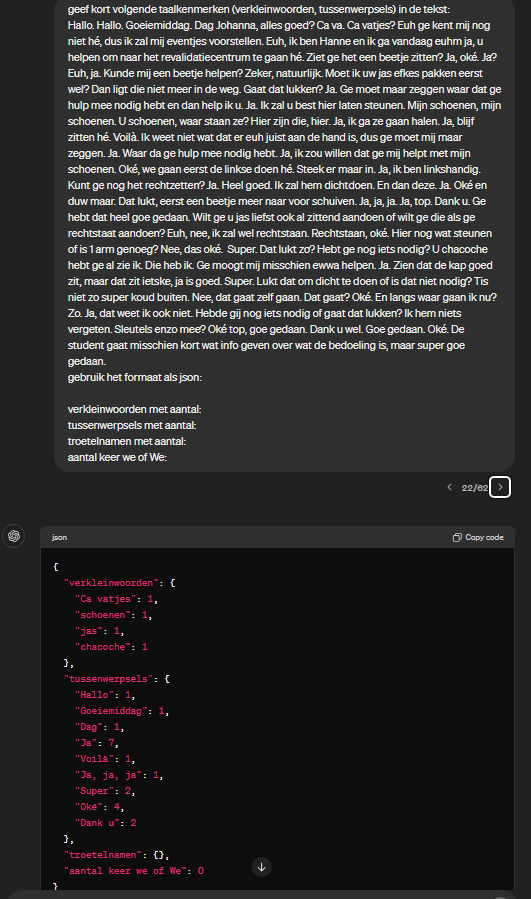 geef kort volgende taalkenmerken (verkleinwoorden, tussenwerpsels) in de tekst:
Hallo. Hallo. Goeiemiddag. Dag Johanna, alles goed? Ca va. Ca vatjes? Euh ge kent mij nog
niet hé, dus ik zal mij eventjes voorstellen. Euh, ik ben Hanne en ik ga vandaag euhm ja, u
helpen om naar het revalidatiecentrum te gaan hé. Ziet ge het een beetje zitten? Ja, oké. Ja?
Euh, ja. Kunde mij een beetje helpen? Zeker, natuurlijk. Moet ik uw jas efkes pakken eerst
wel? Dan ligt die niet meer in de weg. Gaat dat lukken? Ja. Ge moet maar zeggen waar dat ge
hulp mee nodig hebt en dan help ik u. Ja. Ik zal u best hier laten steunen. Mijn schoenen, mijn
schoenen. U schoenen, waar staan ze? Hier zijn die, hier. Ja, ik ga ze gaan halen. Ja, blijf
zitten hé. Voilà. Ik weet niet wat dat er euh juist aan de hand is, dus ge moet mij maar
zeggen. Ja. Waar da ge hulp mee nodig hebt. Ja, ik zou willen dat ge mij helpt met mijn
schoenen. Oké, we gaan eerst de linkse doen hé. Steek er maar in. Ja, ik ben linkshandig.
Kunt ge nog het rechtzetten? Ja. Heel goed. Ik zal hem dichtdoen. En dan deze. Ja. Oké en
duw maar. Dat lukt, eerst een beetje meer naar voor schuiven. Ja, ja, ja. Ja, top. Dank u. Ge
hebt dat heel goe gedaan. Wilt ge u jas liefst ook al zittend aandoen of wilt ge die als ge
rechtstaat aandoen? Euh, nee, ik zal wel rechtstaan. Rechtstaan, oké. Hier nog wat steunen
of is 1 arm genoeg? Nee, das oké.  Super. Dat lukt zo? Hebt ge nog iets nodig? U chacoche
hebt ge al zie ik. Die heb ik. Ge moogt mij misschien ewwa helpen. Ja. Zien dat de kap goed
zit, maar dat zit ietske, ja is goed. Super. Lukt dat om dicht te doen of is dat niet nodig? Tis
niet zo super koud buiten. Nee, dat gaat zelf gaan. Dat gaat? Oké. En langs waar gaan ik nu?
Zo. Ja, dat weet ik ook niet. Hebde gij nog iets nodig of gaat dat lukken? Ik hem niets
vergeten. Sleutels enzo mee? Oké top, goe gedaan. Dank u wel. Goe gedaan. Oké. De
student gaat misschien kort wat info geven over wat de bedoeling is, maar super goe
gedaan.
gebruik het formaat als json:
verkleinwoorden met aantal:
tussenwerpsels met aantal:
troetelnamen met aantal:
aantal keer we of We:
22/62
json
Copy code
{
"verkleinwoorden": {
"Ca vatjes": 1,
"schoenen": 1,
"jas": 1,
"chacoche": 1
},
"tussenwerpsels": {
"Hallo": 1,
"Goeiemiddag": 1,
"Dag": 1,
"Ja": 7,
"Voilà": 1,
"Ja, ja, ja": 1,
"Super": 2,
"Oké": 4,
"Dank u": 2
},
"troetelnamen": {},
"aantal keer we of We": 0
}